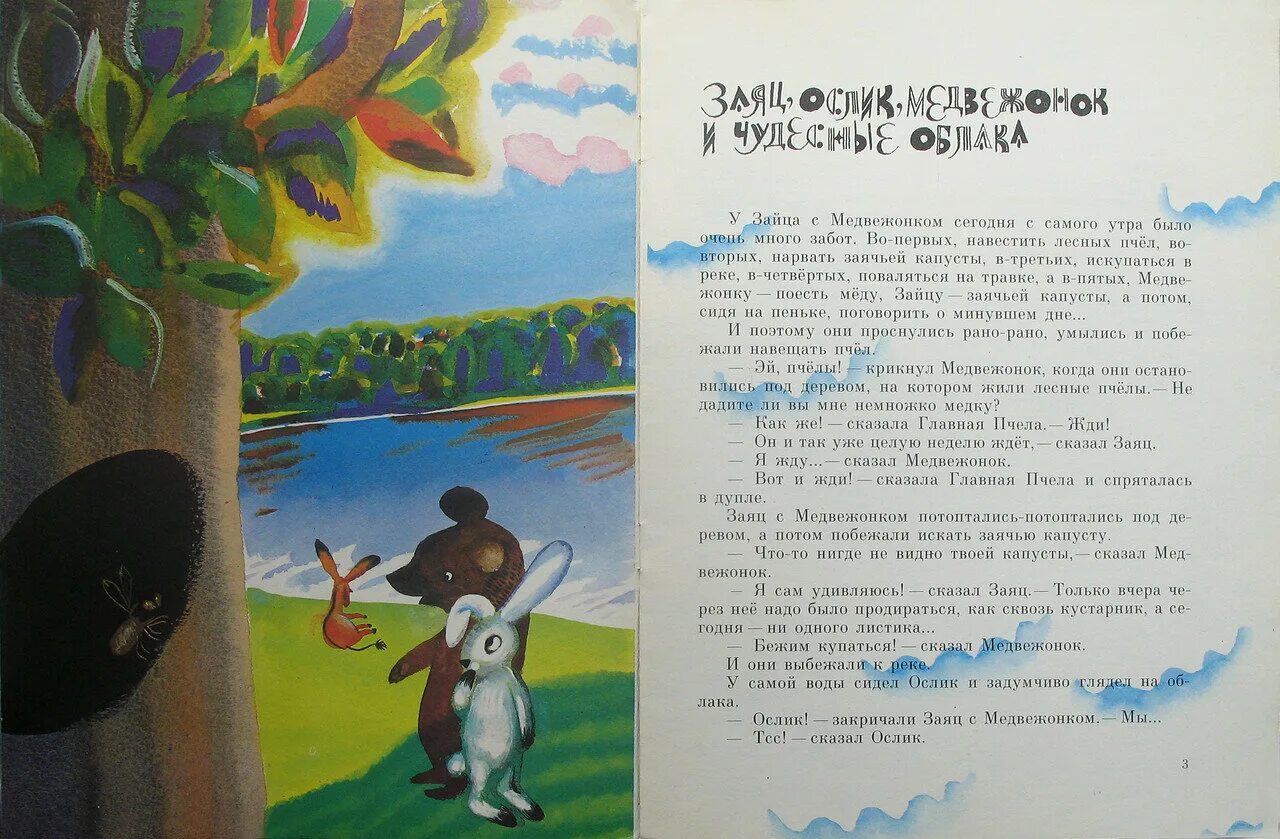 ЗАЯЦ, ОСЛИК, МЕДВЕЖОНОК
И ЧУДЕСНЫЕ ОБЛАКА
У Зайца с Медвежонком сегодня с самого утра было
очень много забот. Во-первых, навестить лесных пчёл, во-
вторых, нарвать заячьей капусты, в-третьих, искупаться в
реке, в-четвёртых, поваляться на травке, а в-пятых, Медве-
жонку — поесть мёду, Зайцу — заячьей капусты, а потом,
сидя на пеньке, поговорить о минувшем дне...
И поэтому они проснулись рано-рано, умылись и побе-
жали навещать пчёл.
— Эй, пчёлы! — крикнул Медвежонок, когда они остано-
вились под деревом, на котором жили лесные пчёлы. — Не
дадите ли вы мне немножко медку?
— Как же! — сказала Главная Пчела. — Жди!
— Он и так уже целую неделю ждёт, — сказал Заяц.
— Я жду... — сказал Медвежонок.
— Вот и жди! — сказала Главная Пчела и спряталась
в дупле.
Заяц с Медвежонком потоптались-потоптались под де-
ревом, а потом побежали искать заячью капусту.
— Что-то нигде не видно твоей капусты, — сказал Мед-
вежонок.
— Я сам удивляюсь! — сказал Заяц. — Только вчера че-
рез неё надо было продираться, как сквозь кустарник, а се-
годня — ни одного листика...
— Бежим купаться! — сказал Медвежонок.
И они выбежали к реке.
У самой воды сидел Ослик и задумчиво глядел на об-
лака.
— Ослик! — закричали Заяц с Медвежонком. — Мы...
— Тсс! — сказал Ослик.
3